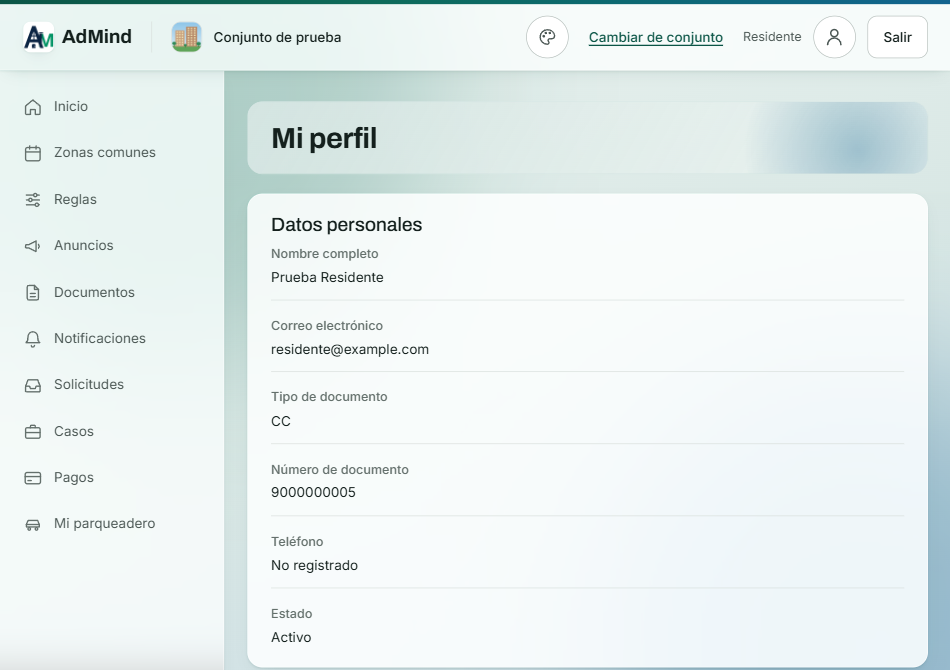 AM AdMind
Conjunto de prueba
Cambiar de conjunto
Residente
Salir
Inicio
Zonas comunes
Reglas
Anuncios
Documentos
Notificaciones
Solicitudes
Casos
Pagos
Mi parqueadero
Mi perfil
Datos personales
Nombre completo
Prueba Residente
Correo electrónico
residente@example.com
Tipo de documento
CC
Número de documento
9000000005
Teléfono
No registrado
Estado
Activo